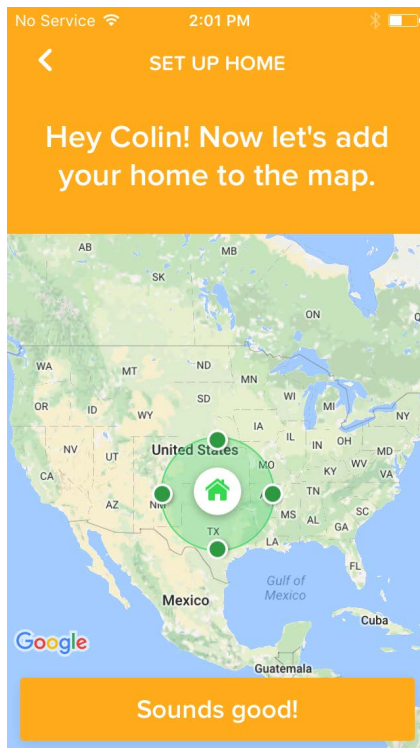 No Service 2:01 PM
SET UP HOME
Hey Colin! Now let's add
your home to the map.
AB
MB
SK
ON
WA
MT
ND
MN
OR
ID
SD
WI
MI
WY
NY
IA
NV
UT
United States
IL
IN
OH
MD
CA
MO
KY
WV
VA
AZ
NM
TN
SC
MS
AL
GA
TX
LA
FL
Gulf of
Mexico
Mexico
Cuba
Google
Guatemala
Sounds good!